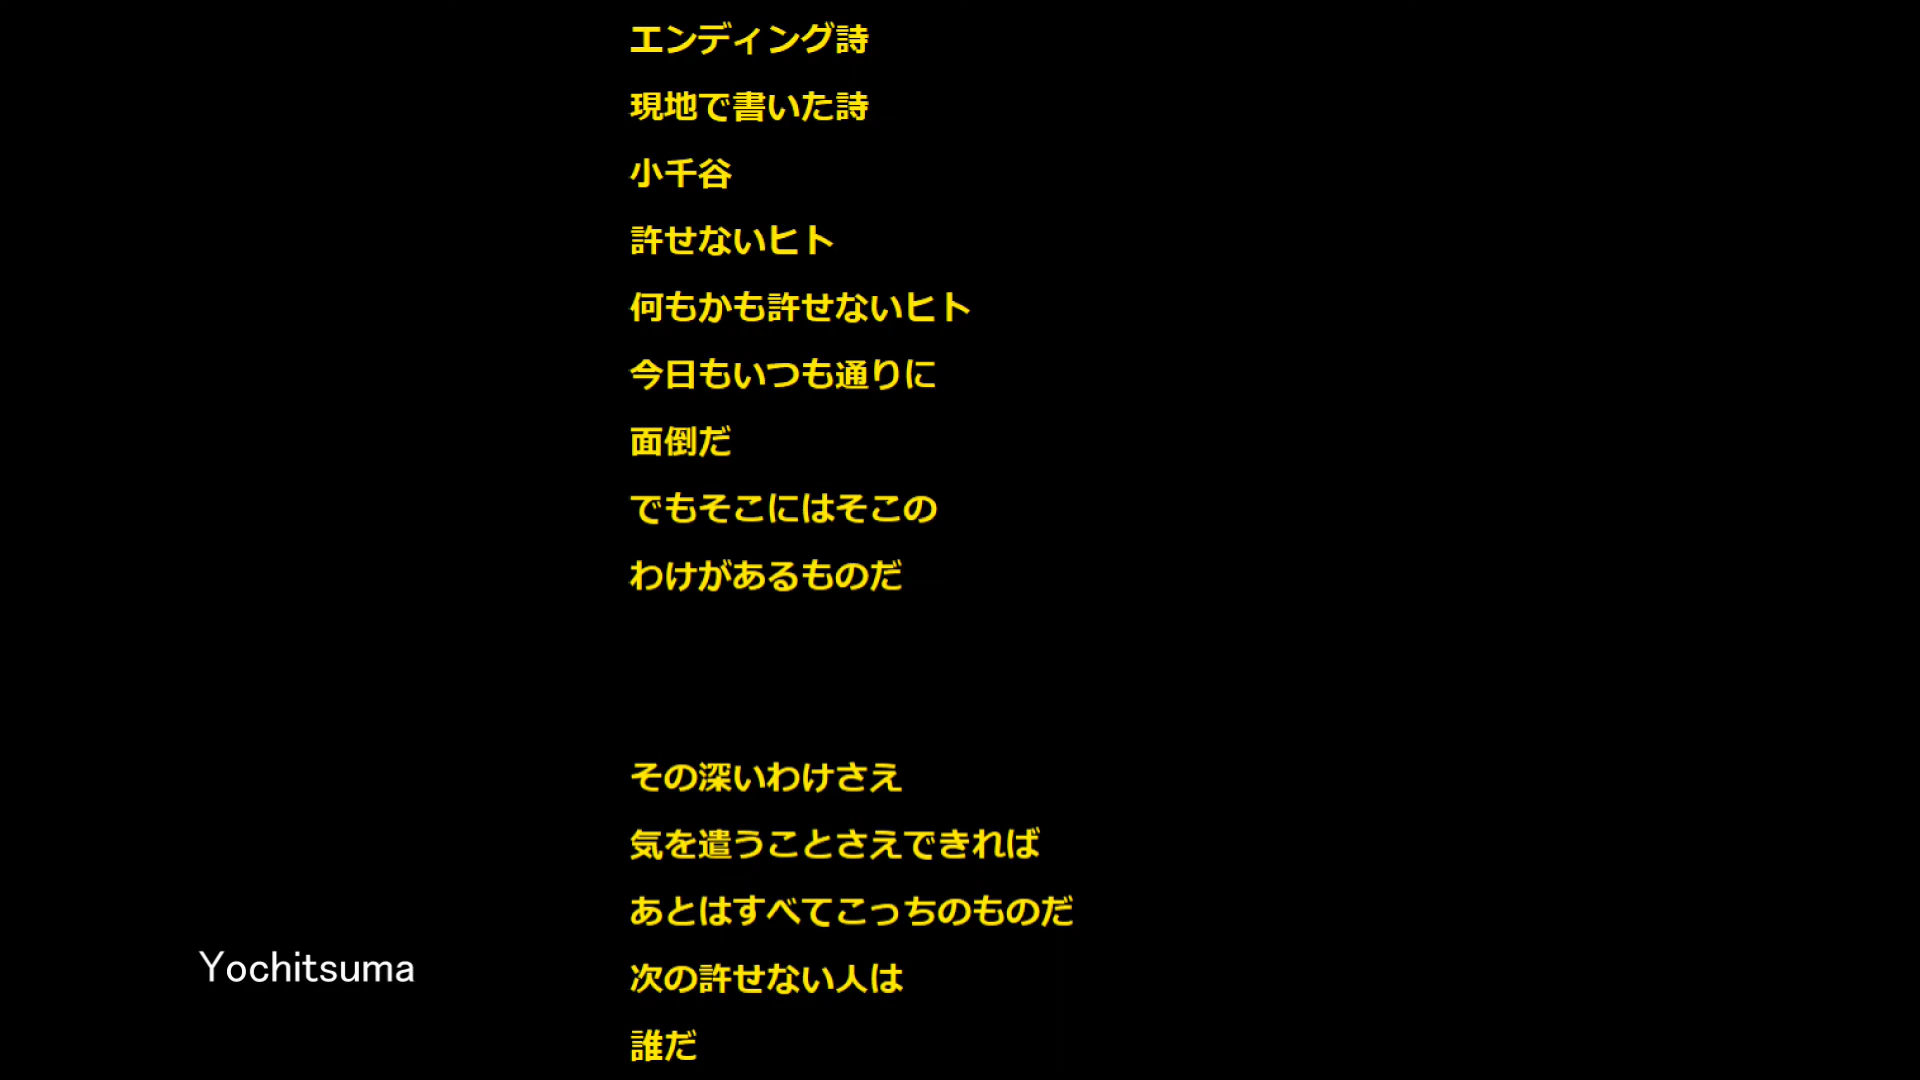 エンディング詩
現地で書いた詩
小千谷
許せないヒト
何もかも許せないヒト
今日もいつも通りに
面倒だ
でもそこにはそこの
わけがあるものだ
その深いわけさえ
気を遣うことさえできれば
あとはすべてこっちのものだ
次の許せない人は
誰だ
Yochitsuma